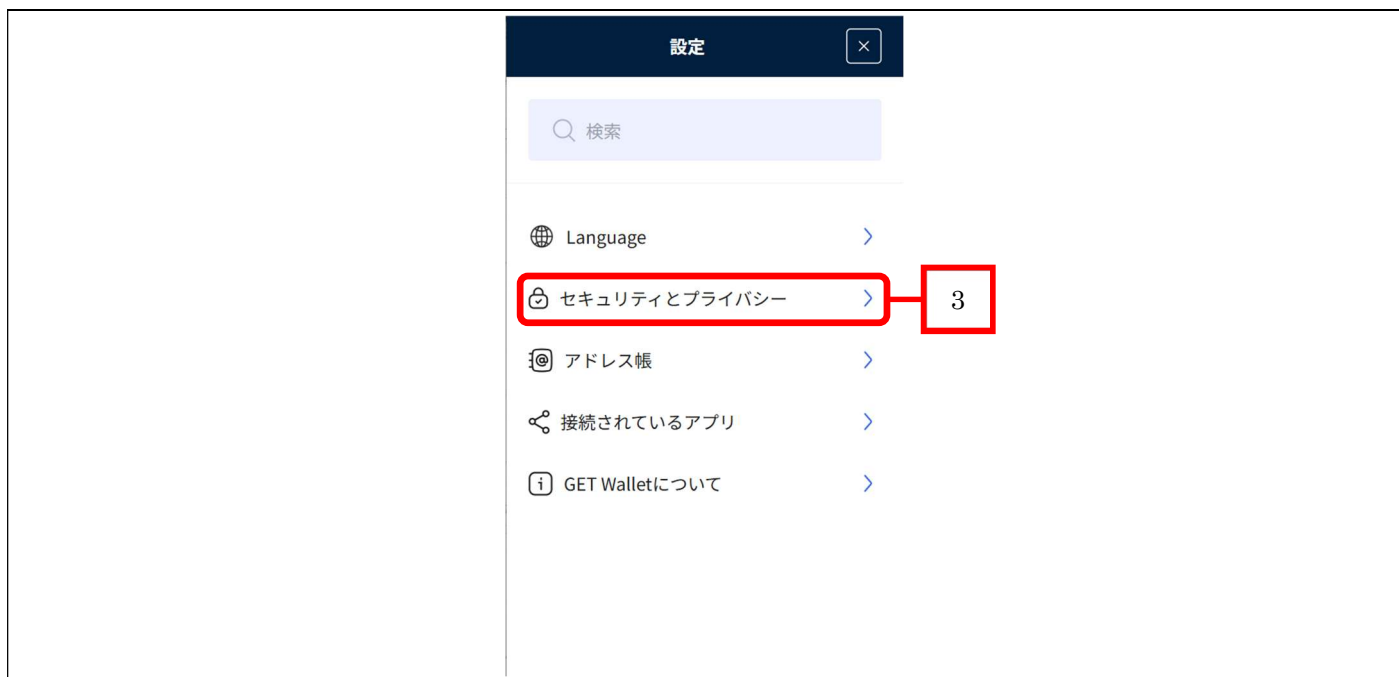 設定
検索
Language
セキュリティとプライバシー
3
アドレス帳
接続されているアプリ
GET Walletについて